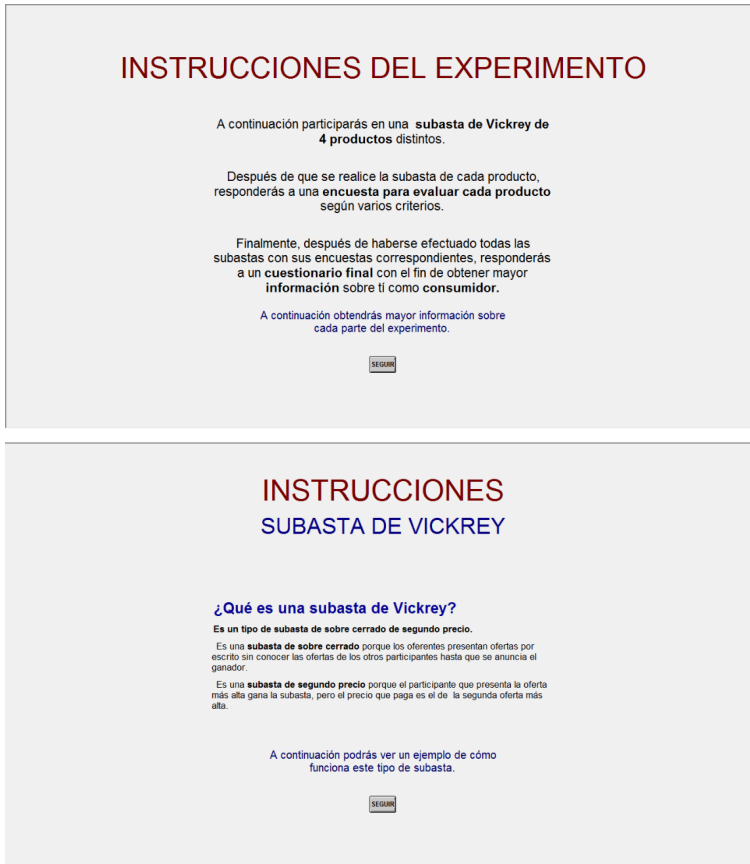 INSTRUCCIONES DEL EXPERIMENTO
A continuación participarás en una subasta de Vickrey de
4 productos distintos.
Después de que se realice la subasta de cada producto,
responderás a una encuesta para evaluar cada producto
según varios criterios.
Finalmente, después de haberse efectuado todas las
subastas con sus encuestas correspondientes, responderás
a un cuestionario final con el fin de obtener mayor
información sobre tí como consumidor.
A continuación obtendrás mayor información sobre
cada parte del experimento.
SEGUIR
INSTRUCCIONES
SUBASTA DE VICKREY
¿Qué es una subasta de Vickrey?
Es un tipo de subasta de sobre cerrado de segundo precio.
Es una subasta de sobre cerrado porque los oferentes presentan ofertas por
escrito sin conocer las ofertas de los otros participantes hasta que se anuncia el
ganador.
Es una subasta de segundo precio porque el participante que presenta la oferta
más alta gana la subasta, pero el precio que paga es el de la segunda oferta más
alta.
A continuación podrás ver un ejemplo de cómo
funciona este tipo de subasta.
SEGUIR